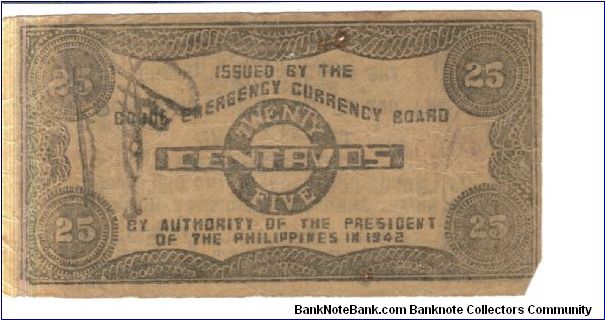 25 25
ISSUED BY THE
BOHOL EMERGENCY CURRENCY BOARD
TWENTY
CENTAVOS
FIVE
BY AUTHORITY OF THE PRESIDENT
OF THE PHILIPPINES IN 1942
25 25
BankNoteBank.com Banknote Collectors Community